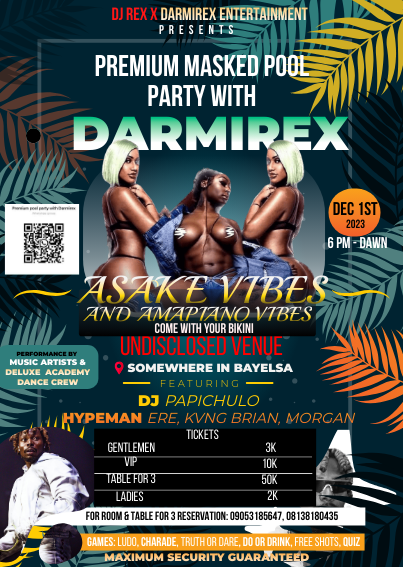 DJ REX X DARMIREX ENTERTAINMENT
PRESENTS
PREMIUM MASKED POOL
PARTY WITH
DARMIREX
Premium pool party with Darmirex
DEC 1ST
2023
6 PM - DAWN
ASAKE VIBES
AND AMAPIANO VIBES
COME WITH YOUR BIKINI
UNDISCLOSED VENUE
SOMEWHERE IN BAYELSA
PERFORMANCE BY
MUSIC ARTISTS &
DELUXE ACADEMY
DANCE CREW
FEATURING
DJ PAPICHULO
HYPEMAN ERE, KVNG BRIAN, MORGAN
TICKETS
GENTLEMEN 3K
VIP 10K
TABLE FOR 3 50K
LADIES 2K
FOR ROOM & TABLE FOR 3 RESERVATION: 09053185647, 08138180435
GAMES: LUDO, CHARADE, TRUTH OR DARE, DO OR DRINK, FREE SHOTS, QUIZ
MAXIMUM SECURITY GUARANTEED